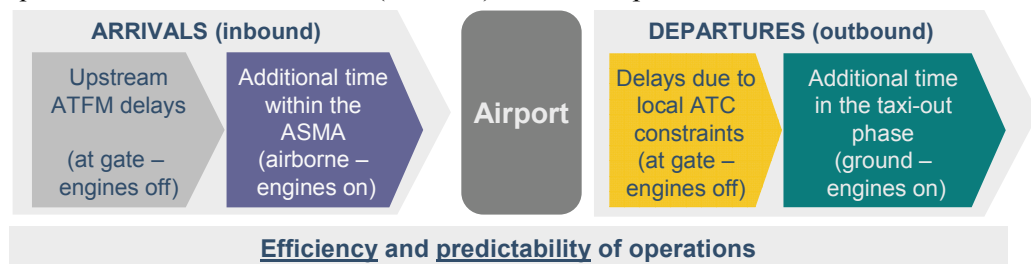 ARRIVALS (inbound)
Upstream
ATFM delays
(at gate –
engines off)
Additional time
within the
ASMA
(airborne –
engines on)
Airport
DEPARTURES (outbound)
Delays due to
local ATC
constraints
(at gate –
engines off)
Additional time
in the taxi-out
phase
(ground –
engines on)
Efficiency and predictability of operations